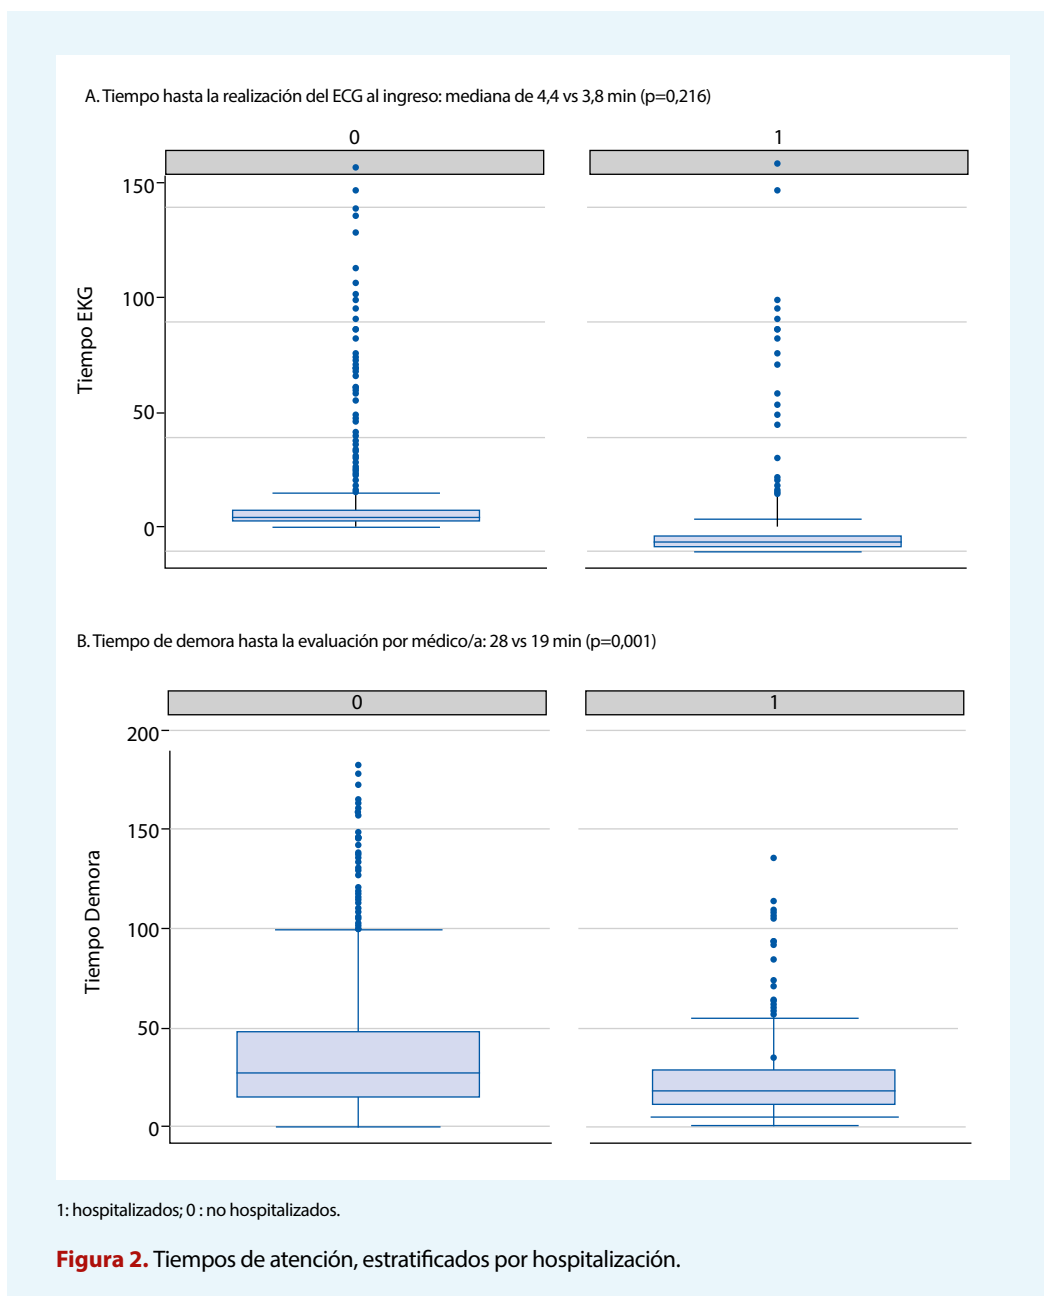 A. Tiempo hasta la realización del ECG al ingreso: mediana de 4,4 vs 3,8 min (p=0,216)
0
1
150
100
50
0
Tiempo EKG
B. Tiempo de demora hasta la evaluación por médico/a: 28 vs 19 min (p=0,001)
0
1
200
150
100
50
0
Tiempo Demora
1: hospitalizados; 0 : no hospitalizados.
Figura 2. Tiempos de atención, estratificados por hospitalización.